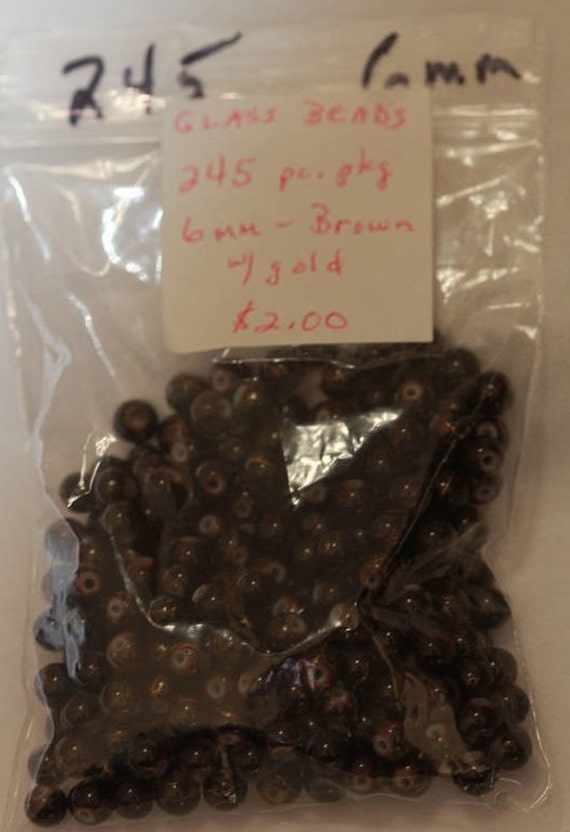 245 6mm
GLASS BEADS
245 pc. pkg
6mm - Brown
w/ gold
$2.00